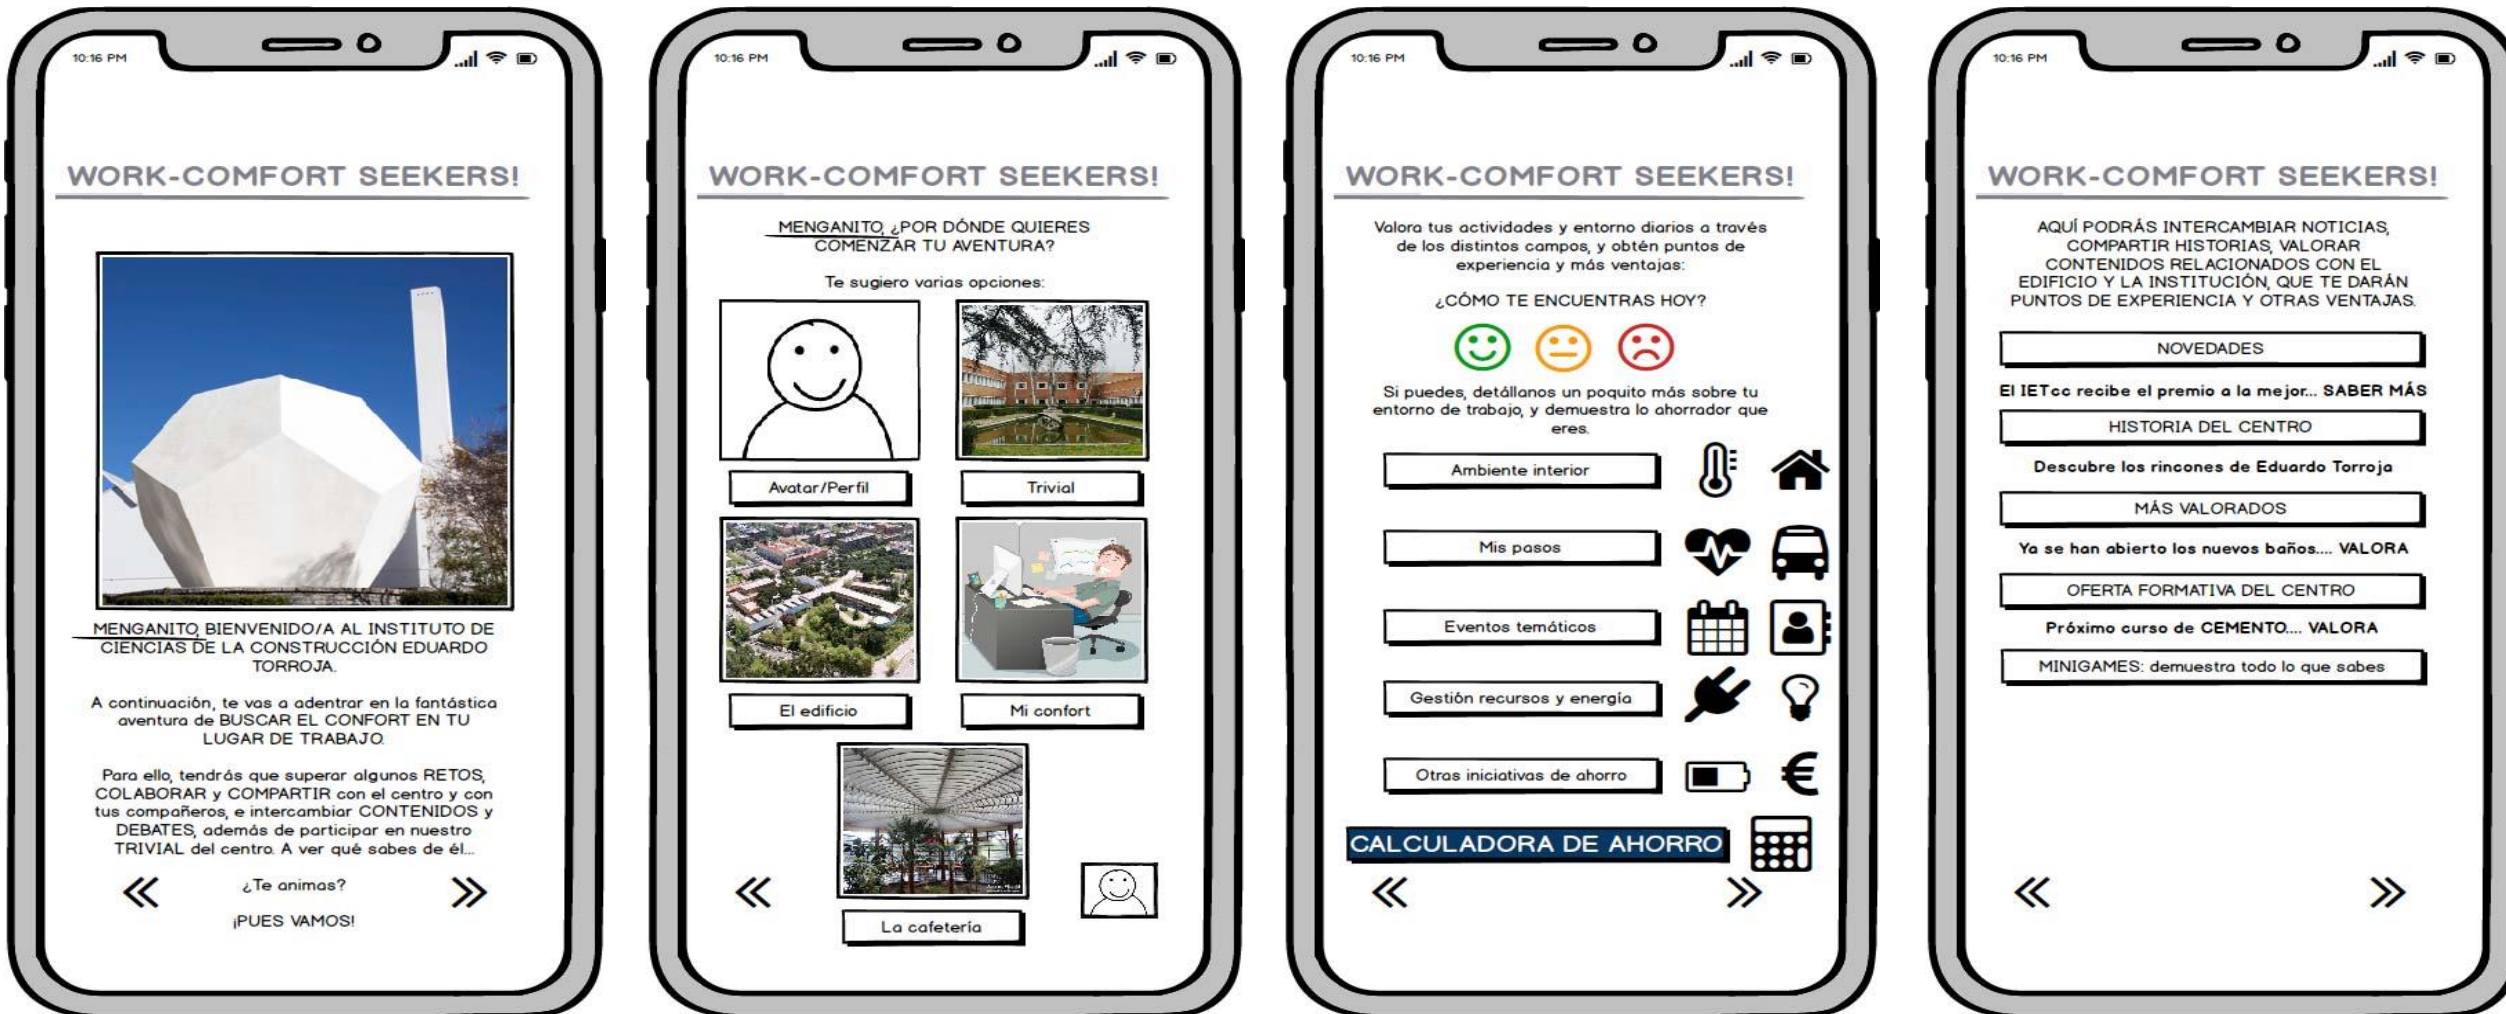 10:16 PM
WORK-COMFORT SEEKERS!
MENGANITO, BIENVENIDO/A AL INSTITUTO DE
CIENCIAS DE LA CONSTRUCCIÓN EDUARDO
TORROJA.
A continuación, te vas a adentrar en la fantástica
aventura de BUSCAR EL CONFORT EN TU
LUGAR DE TRABAJO.
Para ello, tendrás que superar algunos RETOS,
COLABORAR y COMPARTIR con el centro y con
tus compañeros, e intercambiar CONTENIDOS y
DEBATES, además de participar en nuestro
TRIVIAL del centro. A ver qué sabes de él...
¿Te animas?
¡PUES VAMOS!
10:16 PM
WORK-COMFORT SEEKERS!
MENGANITO, ¿POR DÓNDE QUIERES
COMENZAR TU AVENTURA?
Te sugiero varias opciones:
Avatar/Perfil
Trivial
El edificio
Mi confort
La cafetería
10:16 PM
WORK-COMFORT SEEKERS!
Valora tus actividades y entorno diarios a través
de los distintos campos, y obtén puntos de
experiencia y más ventajas:
¿CÓMO TE ENCUENTRAS HOY?
Si puedes, detállanos un poquito más sobre tu
entorno de trabajo, y demuestra lo ahorrador que
eres.
Ambiente interior
Mis pasos
Eventos temáticos
Gestión recursos y energía
Otras iniciativas de ahorro
€
CALCULADORA DE AHORRO
10:16 PM
WORK-COMFORT SEEKERS!
AQUÍ PODRÁS INTERCAMBIAR NOTICIAS,
COMPARTIR HISTORIAS, VALORAR
CONTENIDOS RELACIONADOS CON EL
EDIFICIO Y LA INSTITUCIÓN, QUE TE DARÁN
PUNTOS DE EXPERIENCIA Y OTRAS VENTAJAS.
NOVEDADES
El IETcc recibe el premio a la mejor... SABER MÁS
HISTORIA DEL CENTRO
Descubre los rincones de Eduardo Torroja
MÁS VALORADOS
Ya se han abierto los nuevos baños.... VALORA
OFERTA FORMATIVA DEL CENTRO
Próximo curso de CEMENTO.... VALORA
MINIGAMES: demuestra todo lo que sabes